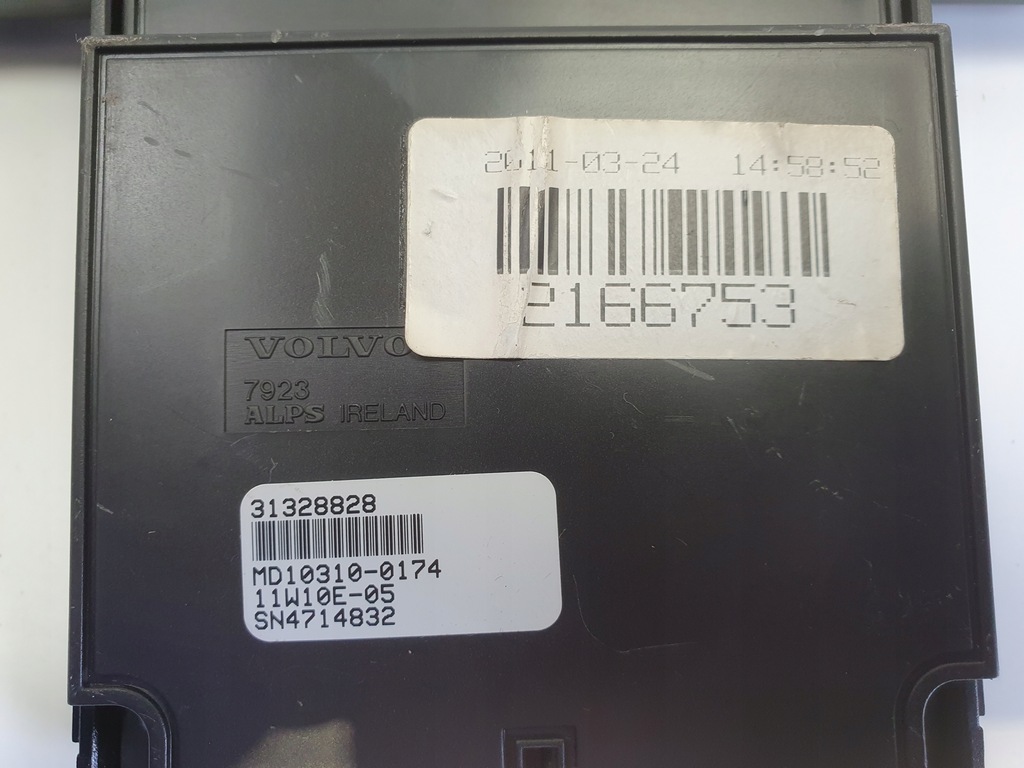 2011-03-24 14:58:52
2166753
VOLVO
7923
ALPS IRELAND
31328828
MD10310-0174
11W10E-05
SN4714832